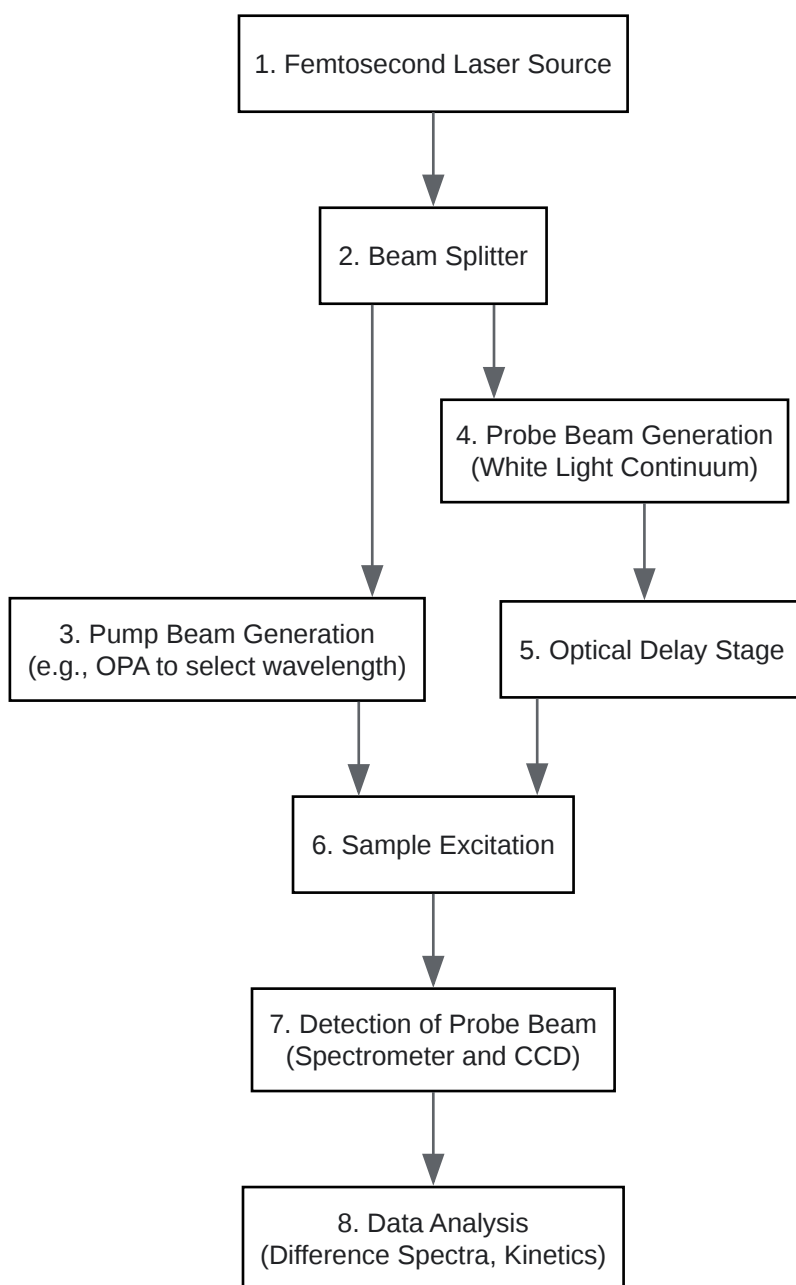 1. Femtosecond Laser Source
2. Beam Splitter
4. Probe Beam Generation
(White Light Continuum)
3. Pump Beam Generation
(e.g., OPA to select wavelength)
5. Optical Delay Stage
6. Sample Excitation
7. Detection of Probe Beam
(Spectrometer and CCD)
8. Data Analysis
(Difference Spectra, Kinetics)